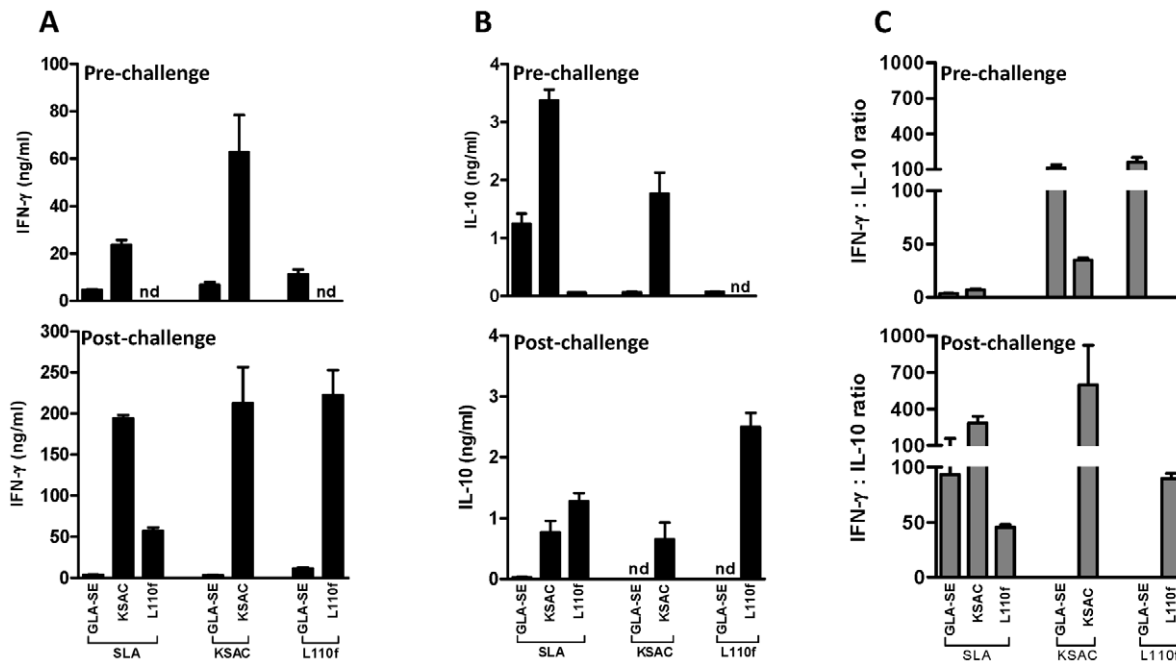 A
B
C
Pre-challenge
100
80
60
40
20
0
IFN-γ (ng/ml)
nd
nd
Pre-challenge
4
3
2
1
0
IL-10 (ng/ml)
nd
Pre-challenge
1000
700
400
100
100
50
0
IFN-γ : IL-10 ratio
Post-challenge
300
250
200
150
100
50
0
IFN-γ (ng/ml)
GLA-SE
KSAC
L110f
GLA-SE
KSAC
GLA-SE
L110f
SLA
KSAC
L110f
Post-challenge
4
3
2
1
0
IL-10 (ng/ml)
nd
nd
GLA-SE
KSAC
L110f
GLA-SE
KSAC
GLA-SE
L110f
SLA
KSAC
L110f
Post-challenge
1000
700
400
100
100
50
0
IFN-γ : IL-10 ratio
GLA-SE
KSAC
L110f
GLA-SE
KSAC
GLA-SE
L110f
SLA
KSAC
L110f